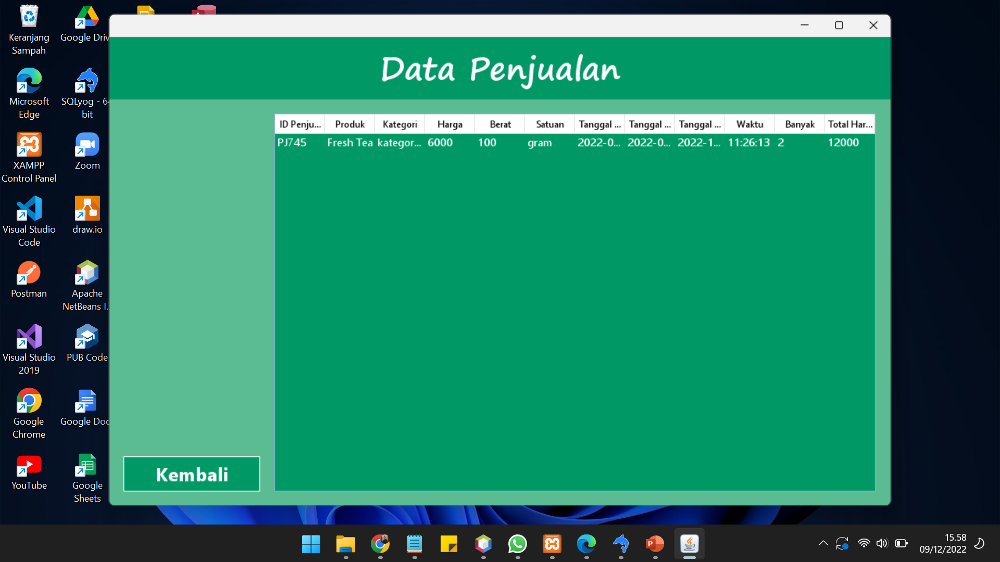 Keranjang
Sampah
Google Driv
Microsoft
Edge
SQLyog - 64
bit
XAMPP
Control Panel
Zoom
Visual Studio
Code
draw.io
Postman
Apache
NetBeans I...
Visual Studio
2019
PUB Code
Google
Chrome
Google Doc
YouTube
Google
Sheets
Data Penjualan
ID Penju... Produk Kategori Harga Berat Satuan Tanggal ... Tanggal ... Tanggal ... Waktu Banyak Total Har...
PJ745 Fresh Tea kategor... 6000 100 gram 2022-0... 2022-0... 2022-1... 11:26:13 2 12000
Kembali
15.58
09/12/2022